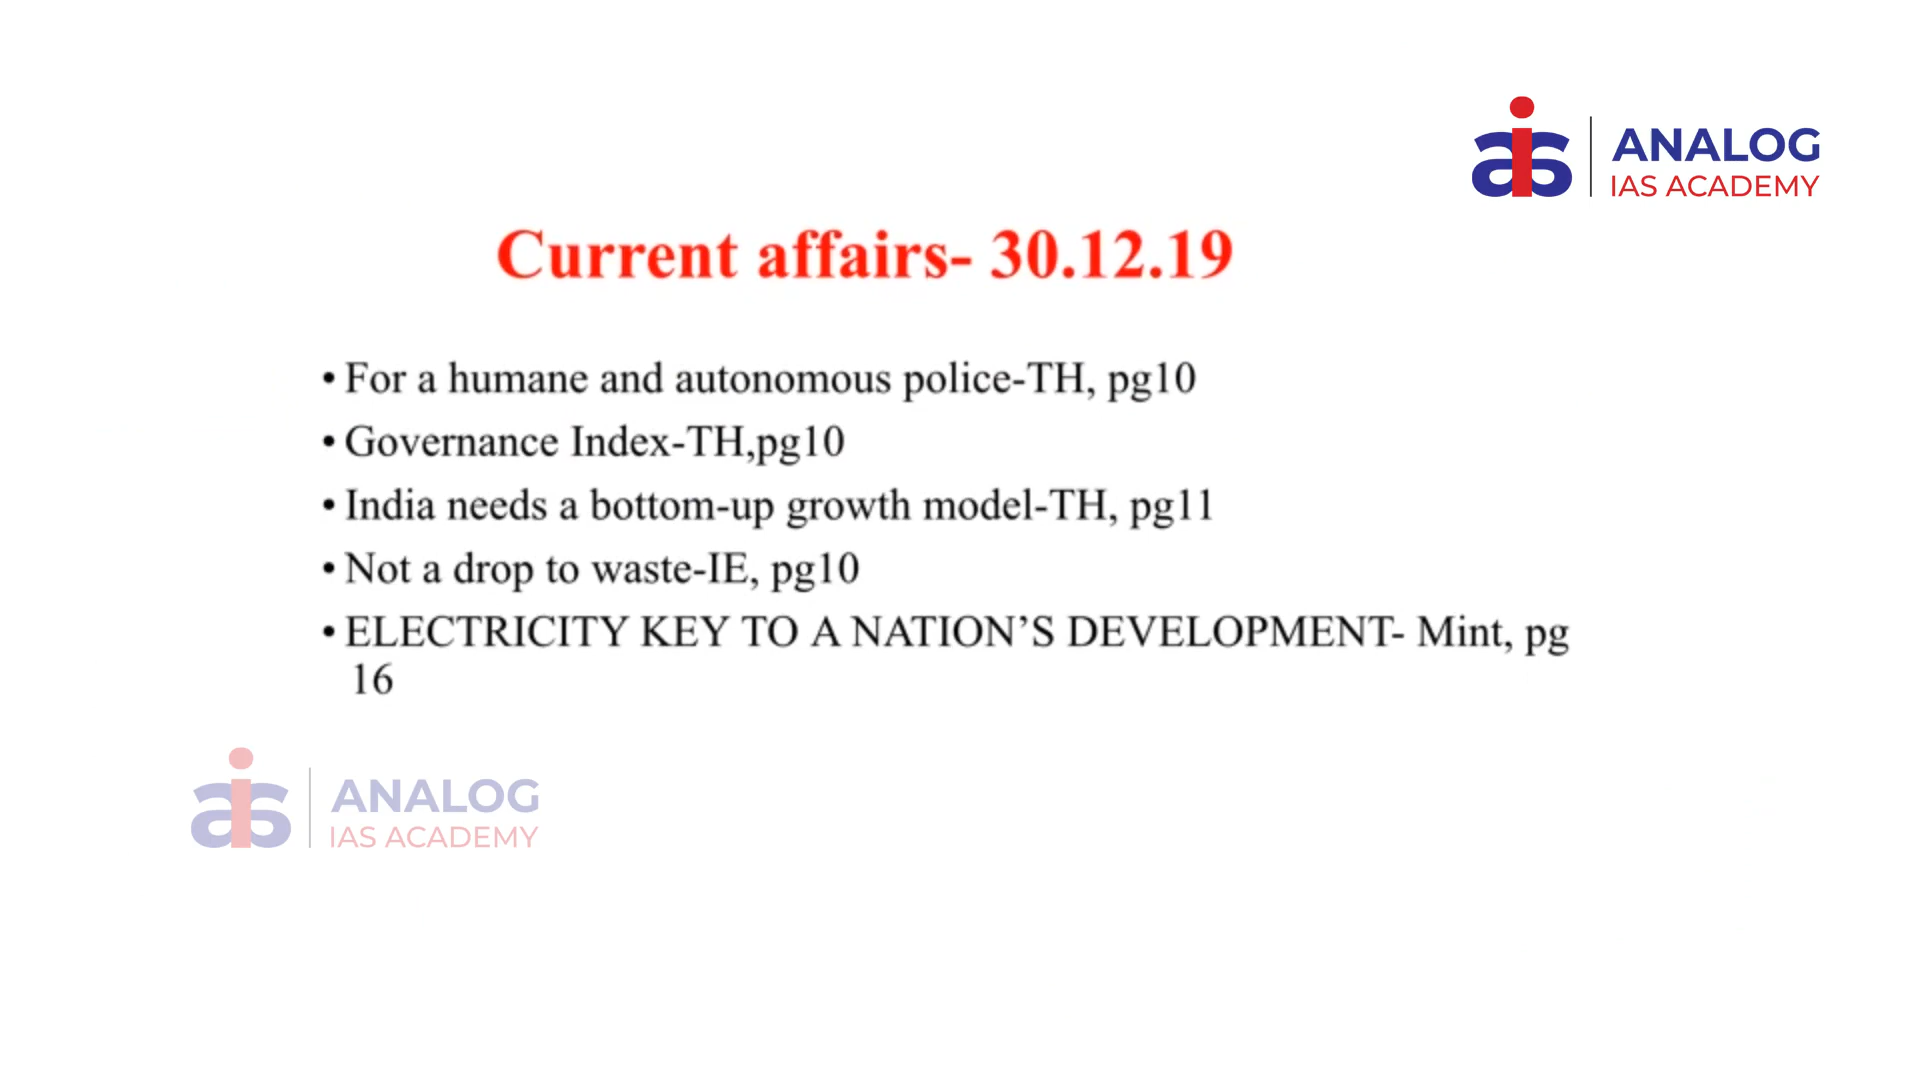 ANALOG
IAS ACADEMY
Current affairs- 30.12.19
• For a humane and autonomous police-TH, pg10
• Governance Index-TH,pg10
• India needs a bottom-up growth model-TH, pg11
• Not a drop to waste-IE, pg10
• ELECTRICITY KEY TO A NATION’S DEVELOPMENT- Mint, pg
16
ANALOG
IAS ACADEMY